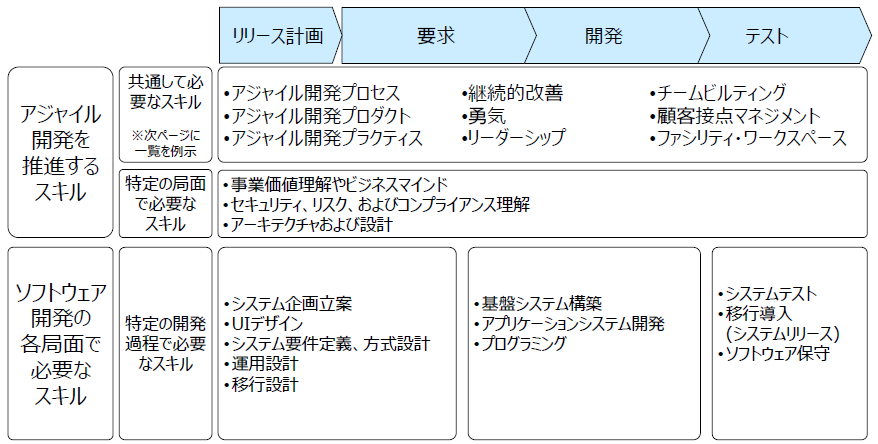 リリース計画
要求
開発
テスト
アジャイル
開発を
推進する
スキル
共通して必
要なスキル
※次ページに
一覧を例示
•アジャイル開発プロセス
•アジャイル開発プロダクト
•アジャイル開発プラクティス
•継続的改善
•勇気
•リーダーシップ
•チームビルティング
•顧客接点マネジメント
•ファシリティ・ワークスペース
特定の局面
で必要な
スキル
•事業価値理解やビジネスマインド
•セキュリティ、リスク、およびコンプライアンス理解
•アーキテクチャおよび設計
ソフトウェア
開発の
各局面で
必要な
スキル
特定の開発
過程で必要
なスキル
•システム企画立案
•UIデザイン
•システム要件定義、方式設計
•運用設計
•移行設計
•基盤システム構築
•アプリケーションシステム開発
•プログラミング
•システムテスト
•移行導入
(システムリリース)
•ソフトウェア保守